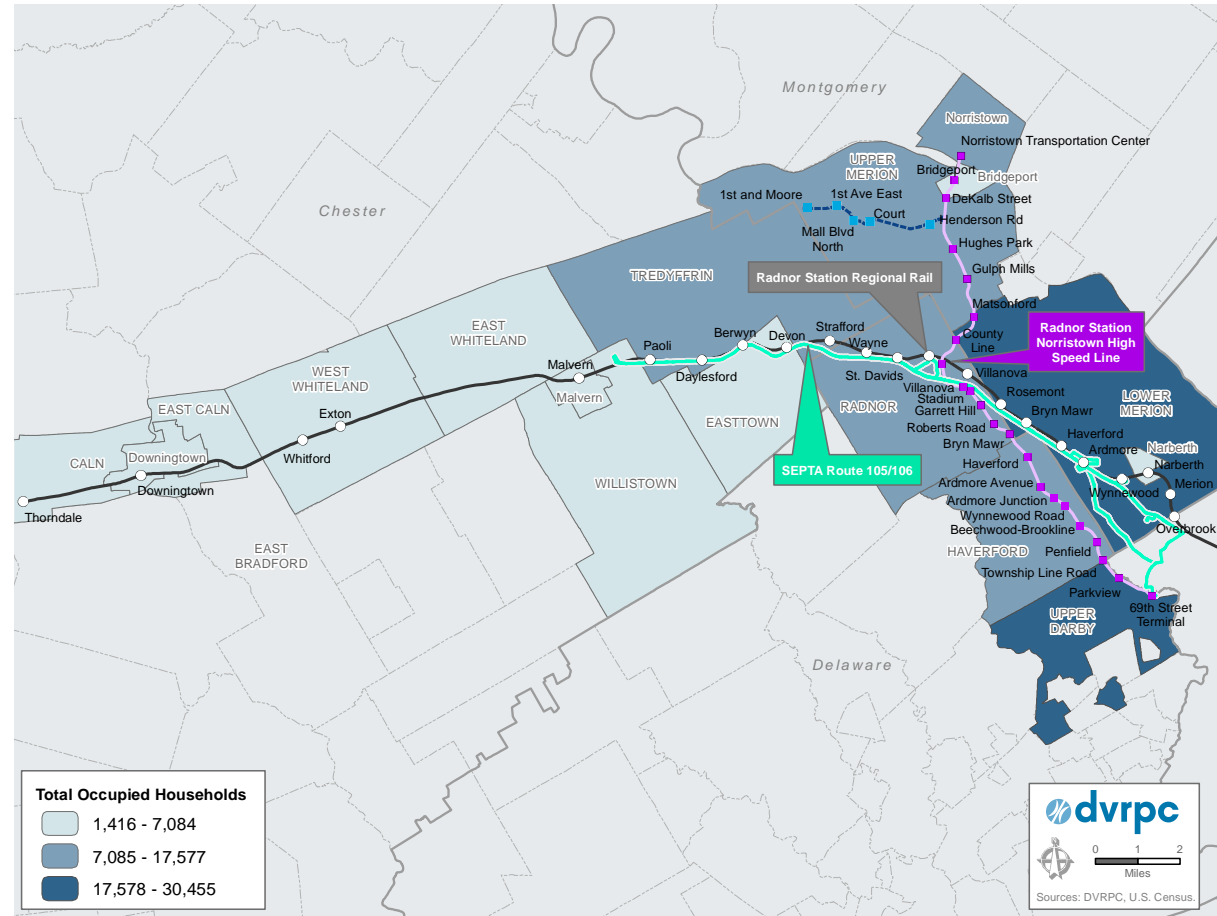 Montgomery
Norristown
Norristown Transportation Center
UPPER
MERION
Bridgeport
Bridgeport
1st and Moore
1st Ave East
DeKalb Street
Chester
Court
Henderson Rd
Mall Blvd
North
Hughes Park
TREDYFFRIN
Radnor Station Regional Rail
Gulph Mills
Matsonford
EAST
WHITELAND
Radnor Station
Norristown High
Speed Line
Berwyn
Devon
Strafford
Wayne
County
Line
Paoli
Malvern
WEST
WHITELAND
Daylesford
St. Davids
Villanova
Villanova
Stadium
Rosemont
LOWER
MERION
Malvern
EAST CALN
Exton
EASTTOWN
RADNOR
Garrett Hill
Bryn Mawr
Roberts Road
Haverford
Bryn Mawr
Ardmore
Narberth
Downingtown
CALN
Whitford
SEPTA Route 105/106
Haverford
Narberth
Downingtown
WILLISTOWN
Ardmore Avenue
Wynnewood
Merion
Ardmore Junction
Thorndale
Wynnewood Road
Beechwood-Brookline
Overbrook
EAST
BRADFORD
HAVERFORD
Penfield
Township Line Road
Parkview
69th Street
Terminal
UPPER
DARBY
Delaware
Total Occupied Households
1,416 - 7,084
7,085 - 17,577
17,578 - 30,455
dvrpc
0 1 2
Miles
Sources: DVRPC, U.S. Census.